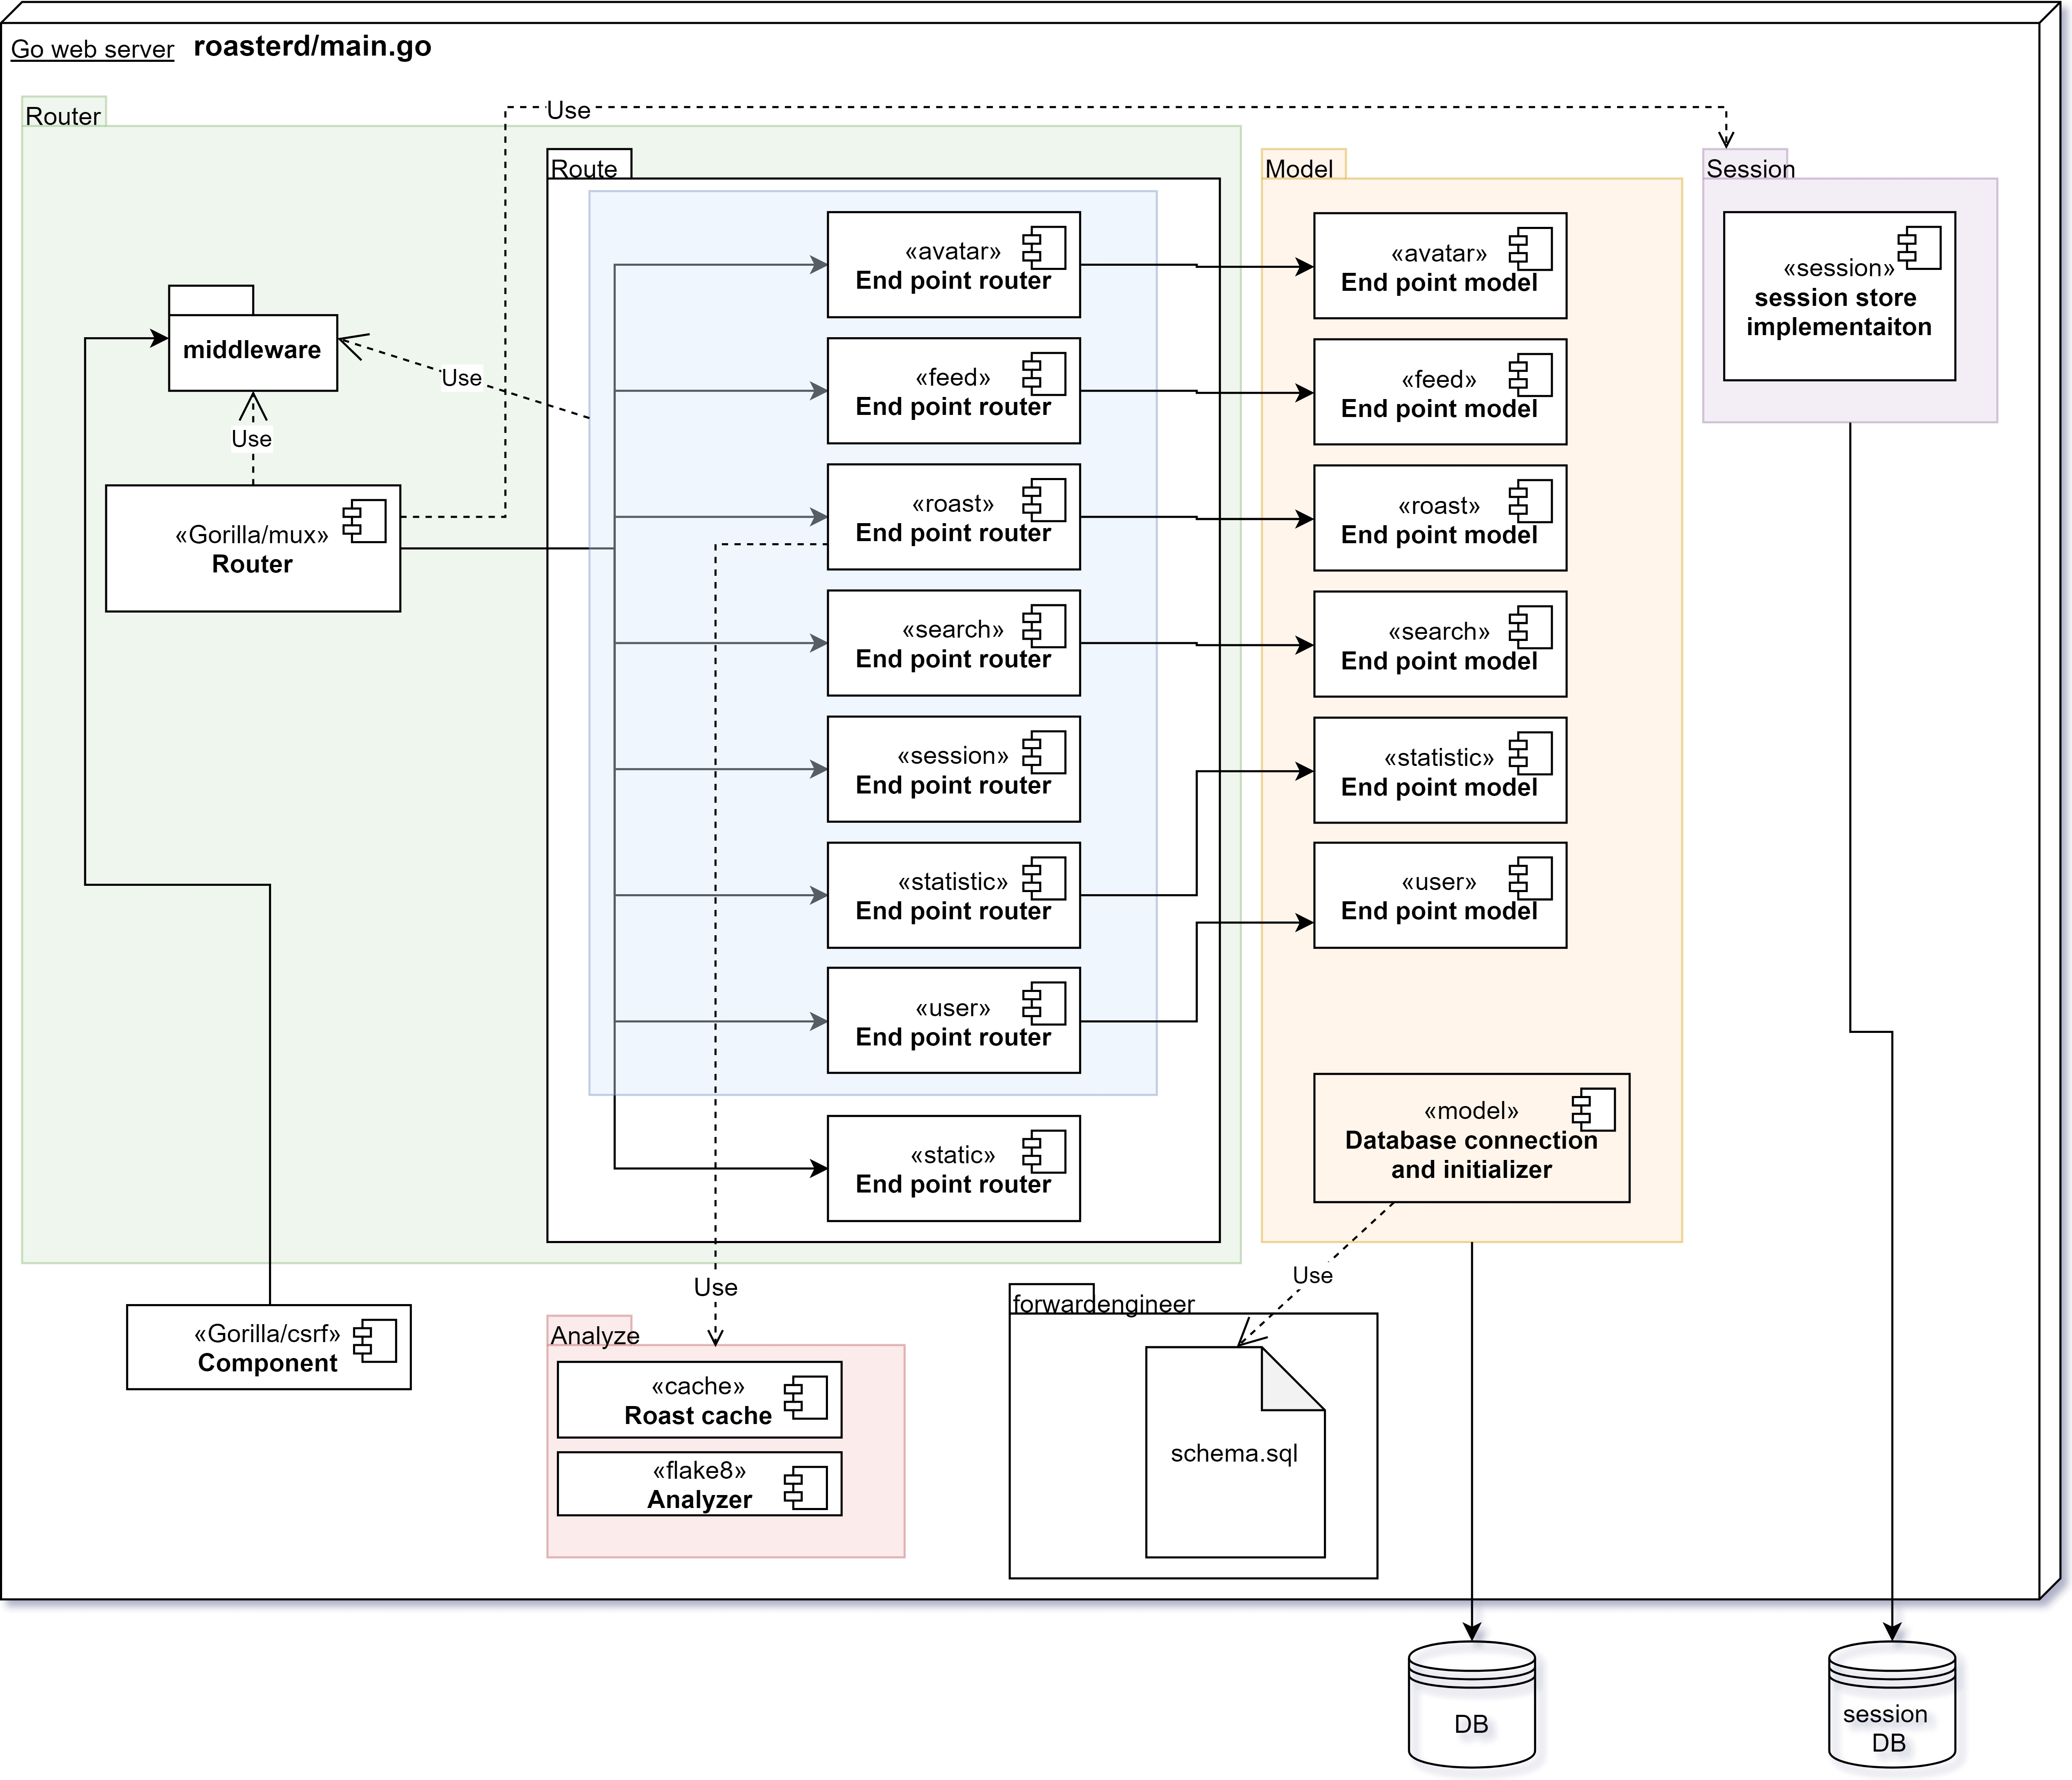 Go web server roasterd/main.go
Router
Use
Route
Model
Session
«avatar»
End point router
«avatar»
End point model
«session»
session store
implementaiton
middleware
Use
«feed»
End point router
«feed»
End point model
Use
«Gorilla/mux»
Router
«roast»
End point router
«roast»
End point model
«search»
End point router
«search»
End point model
«session»
End point router
«statistic»
End point model
«statistic»
End point router
«user»
End point model
«user»
End point router
«model»
Database connection
and initializer
«static»
End point router
Use
Use
«Gorilla/csrf»
Component
Analyze
«cache»
Roast cache
«flake8»
Analyzer
forwardengineer
schema.sql
DB
session
DB